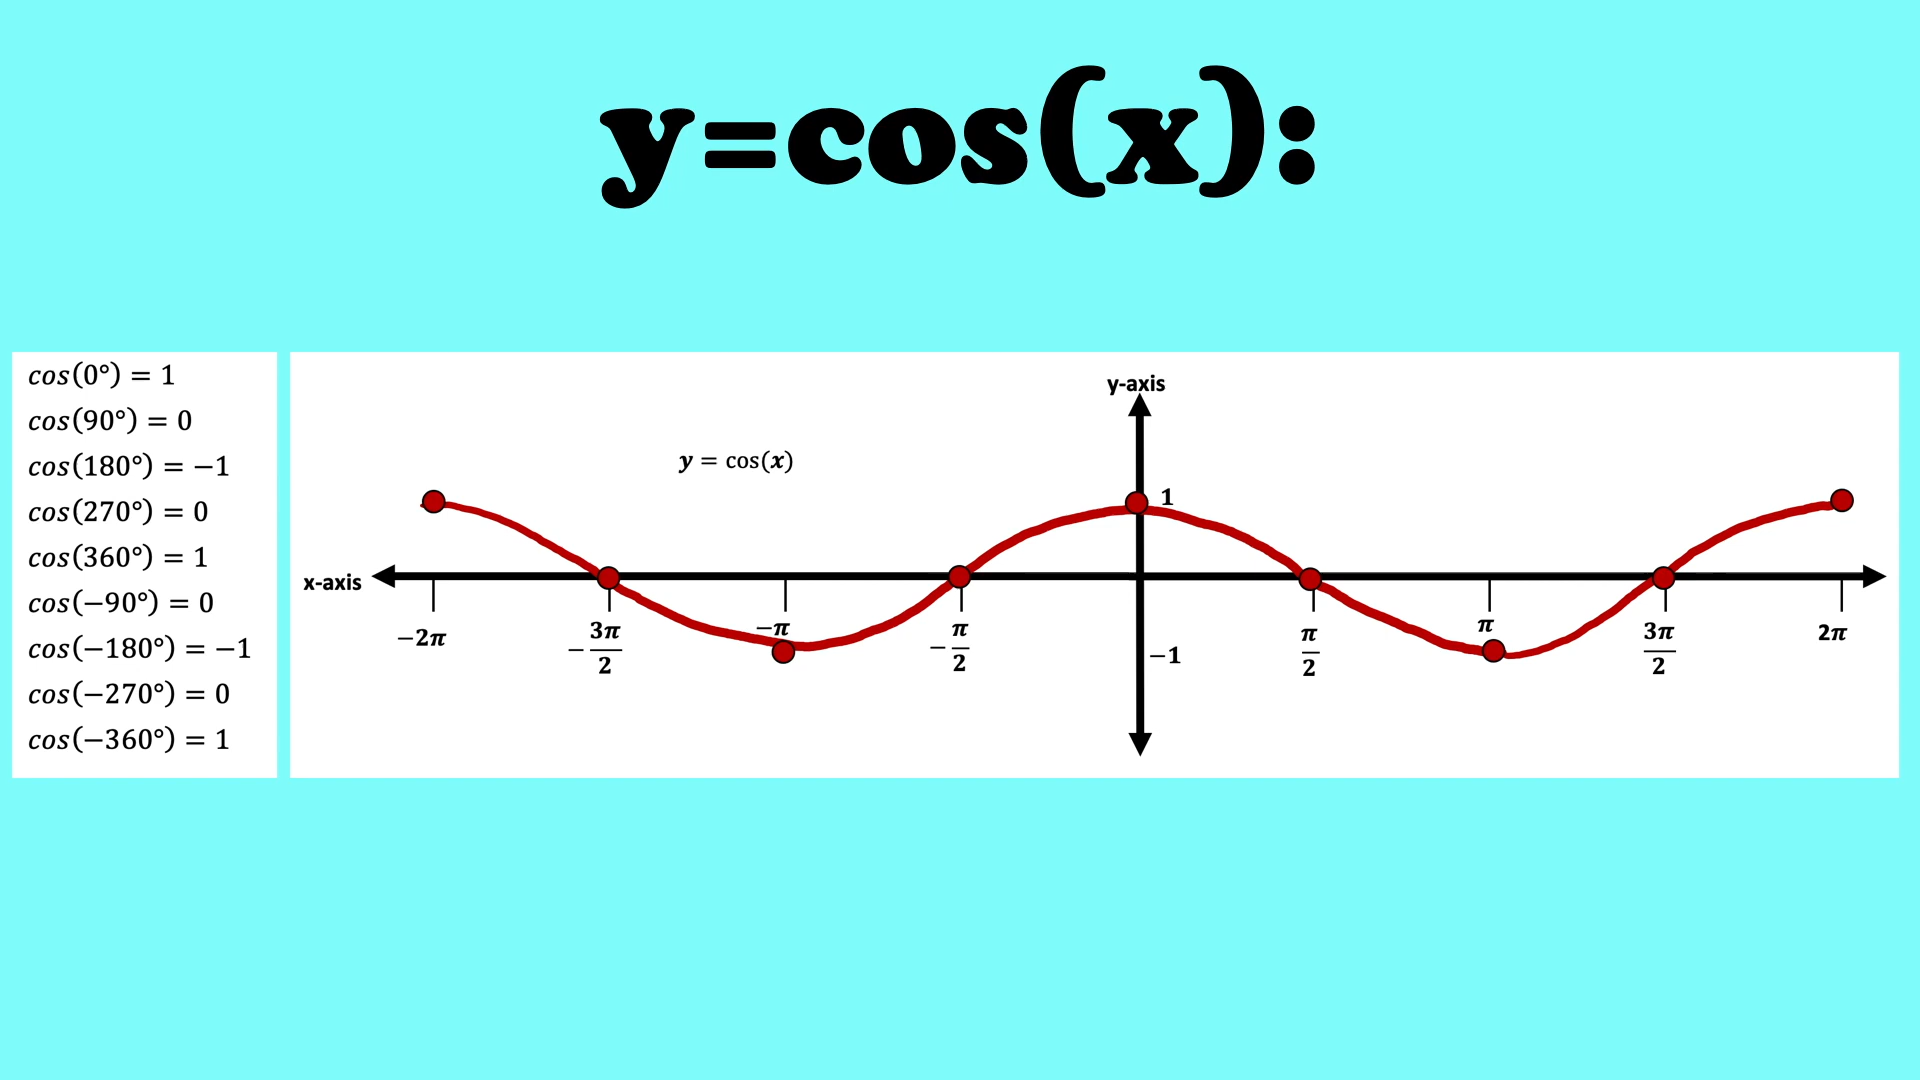 y=cos(x):
cos(0°) = 1
cos(90°) = 0
cos(180°) = −1
cos(270°) = 0
cos(360°) = 1
cos(−90°) = 0
cos(−180°) = −1
cos(−270°) = 0
cos(−360°) = 1
y-axis
y = cos(x)
1
x-axis
−2π
−3π/2
−π
−π/2
−1
π/2
π
3π/2
2π